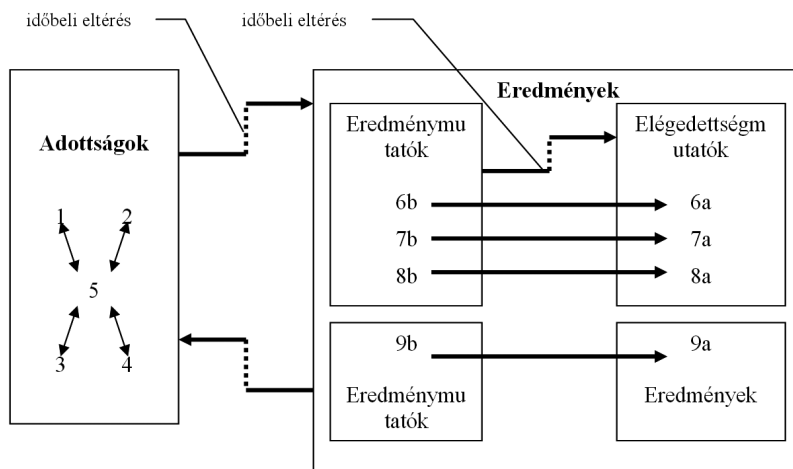 időbeli eltérés
időbeli eltérés
Adottságok
1 2
5
3 4
Eredmények
Eredménymu
tatók
6b
7b
8b
Elégedettségm
utatók
6a
7a
8a
9b
Eredménymu
tatók
9a
Eredmények